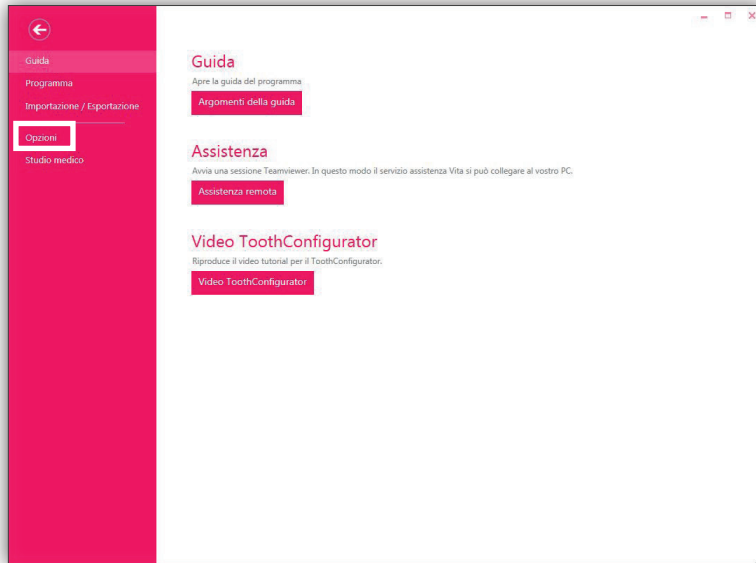 Guida
Programma
Importazione / Esportazione
Opzioni
Studio medico
Guida
Apre la guida del programma
Argomenti della guida
Assistenza
Avvia una sessione Teamviewer. In questo modo il servizio assistenza Vita si può collegare al vostro PC.
Assistenza remota
Video ToothConfigurator
Riproduce il video tutorial per il ToothConfigurator.
Video ToothConfigurator